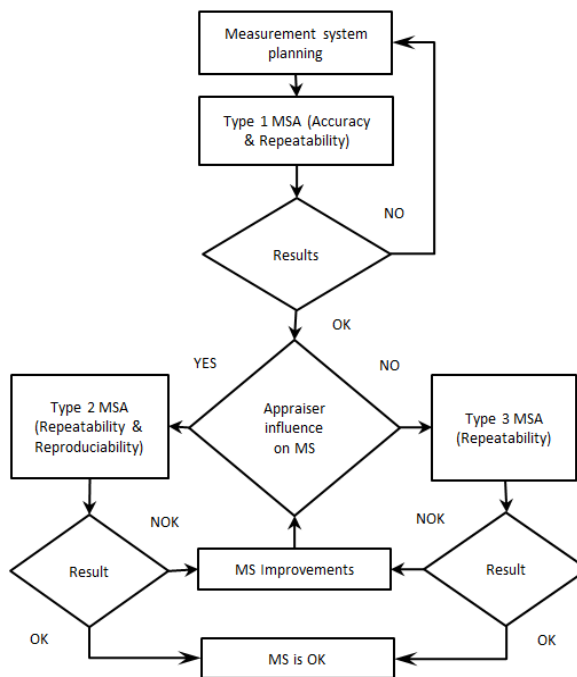 Measurement system
planning
Type 1 MSA (Accuracy
& Repeatability)
NO
Results
OK
YES
NO
Type 2 MSA
(Repeatability &
Reproduciability)
Appraiser
influence
on MS
Type 3 MSA
(Repeatability)
NOK
NOK
Result
MS Improvements
Result
OK
OK
MS is OK